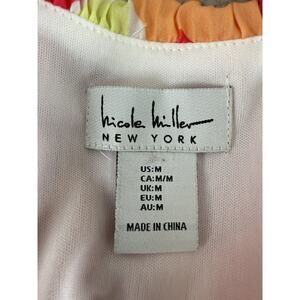 Nicole Miller
NEW YORK
US:M
CA:M/M
UK:M
EU:M
AU:M
MADE IN CHINA